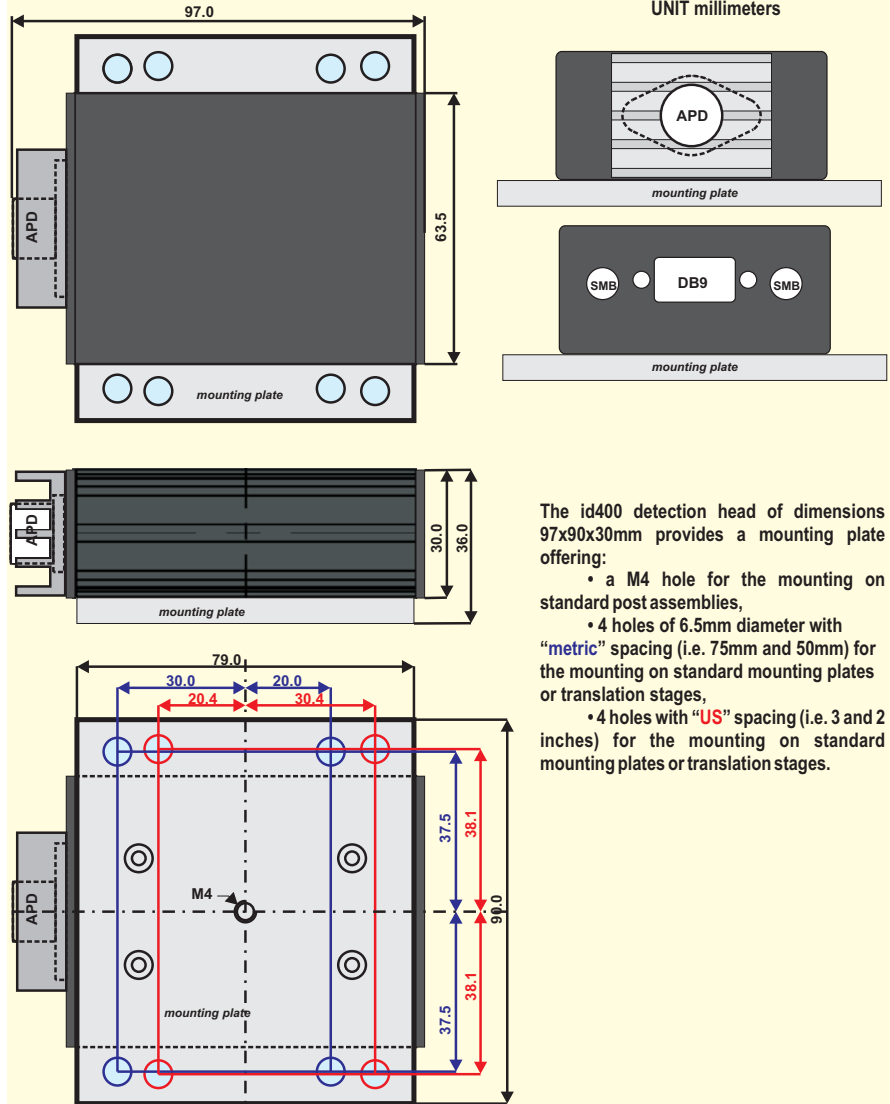 97.0
UNIT millimeters
APD
63.5
APD
mounting plate
SMB
DB9
SMB
mounting plate
mounting plate
APD
30.0
36.0
mounting plate
The id400 detection head of dimensions
97x90x30mm provides a mounting plate
offering:
• a M4 hole for the mounting on
standard post assemblies,
• 4 holes of 6.5mm diameter with
“metric” spacing (i.e. 75mm and 50mm) for
the mounting on standard mounting plates
or translation stages,
• 4 holes with “US” spacing (i.e. 3 and 2
inches) for the mounting on standard
mounting plates or translation stages.
79.0
30.0
20.0
20.4
30.4
37.5
38.1
M4
APD
90.0
37.5
38.1
mounting plate